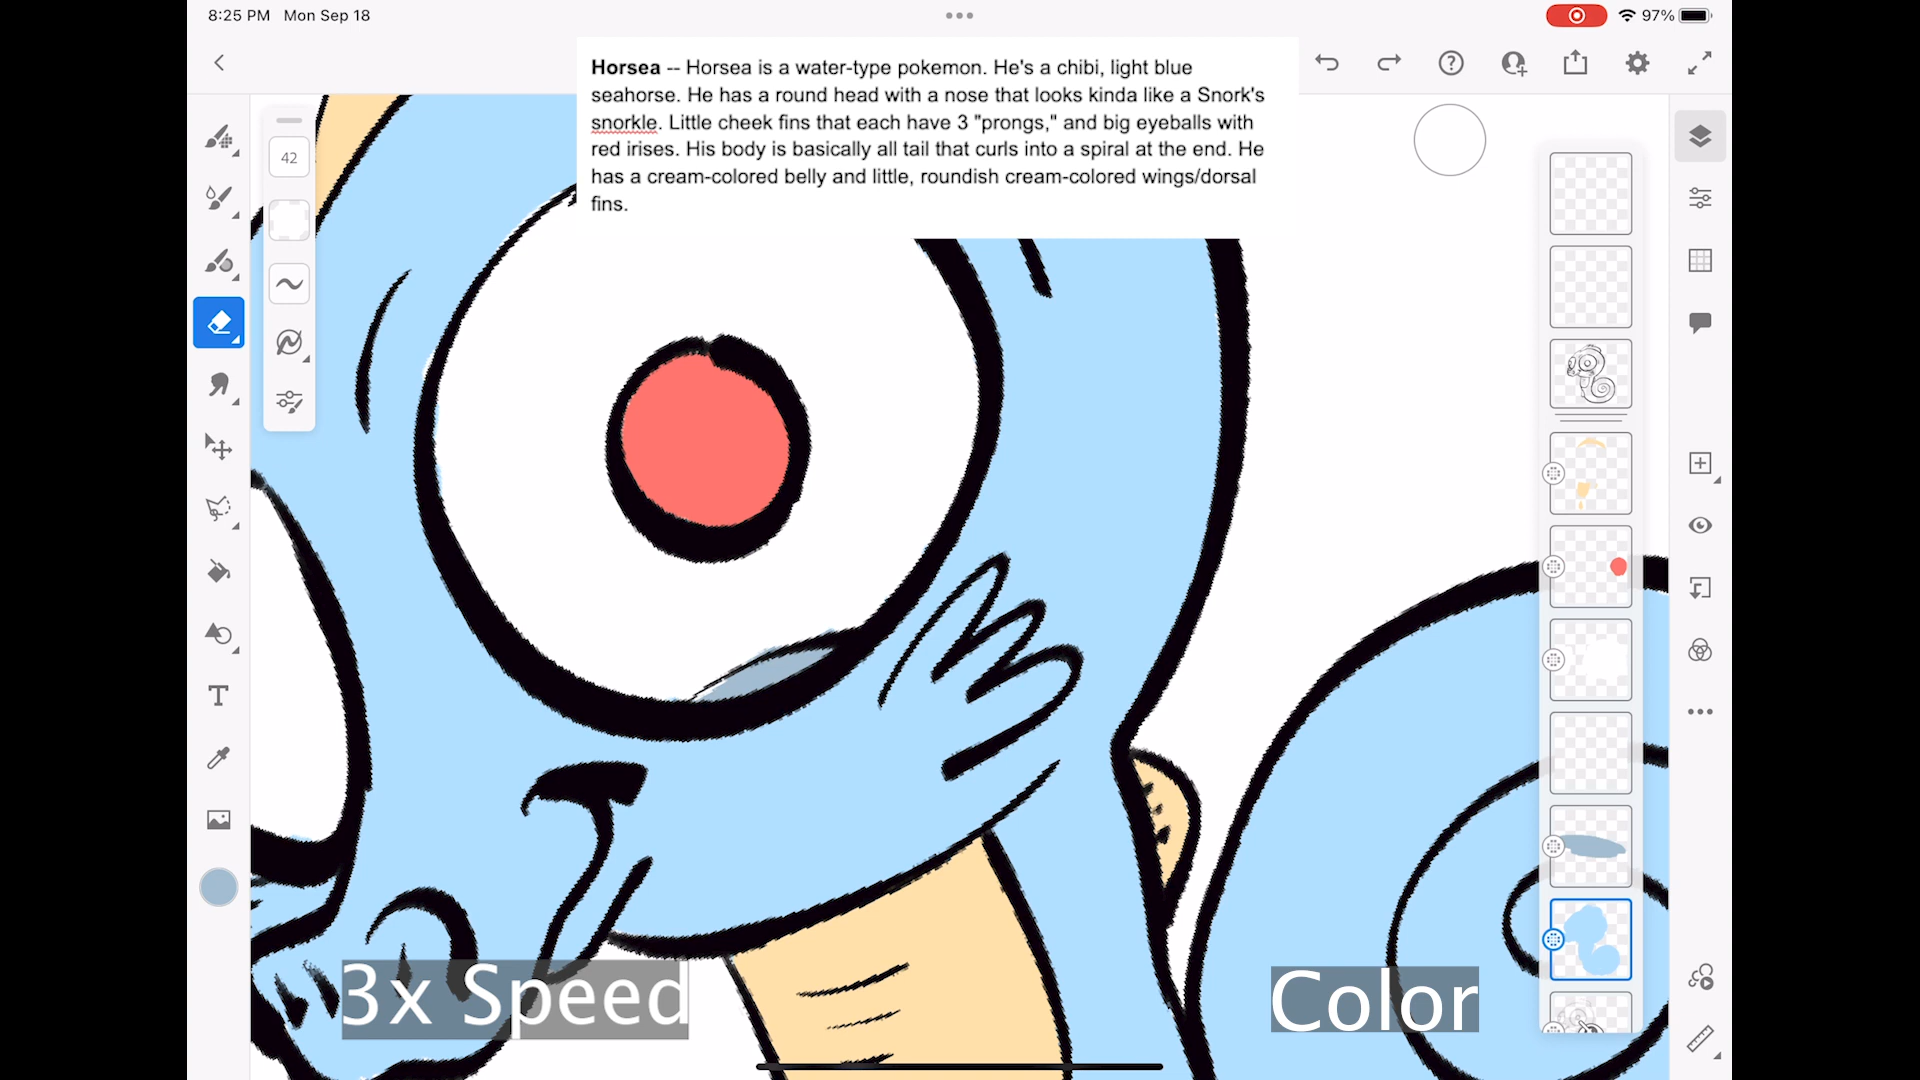 8:25 PM Mon Sep 18
97%
Horsea -- Horsea is a water-type pokemon. He's a chibi, light blue
seahorse. He has a round head with a nose that looks kinda like a Snork's
snorkle. Little cheek fins that each have 3 "prongs," and big eyeballs with
red irises. His body is basically all tail that curls into a spiral at the end. He
has a cream-colored belly and little, roundish cream-colored wings/dorsal
fins.
42
3x Speed
Color